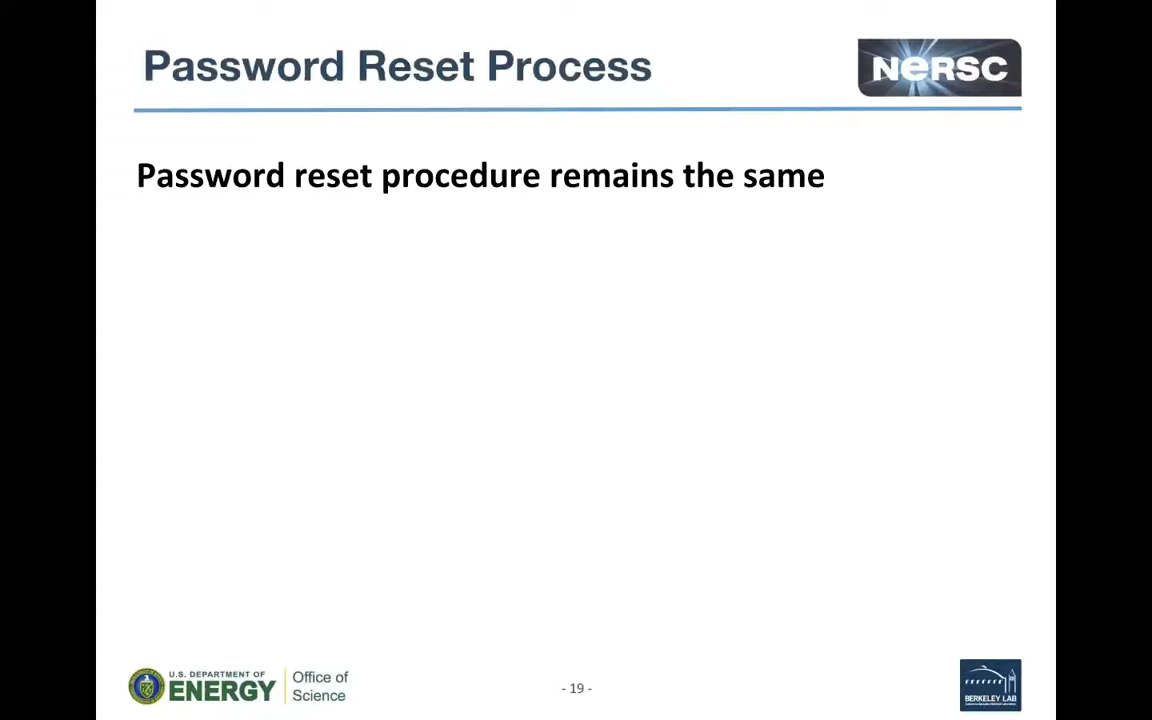 Password Reset Process
NERSC
Password reset procedure remains the same
U.S. DEPARTMENT OF
ENERGY
Office of
Science
- 19 -
BERKELEY LAB